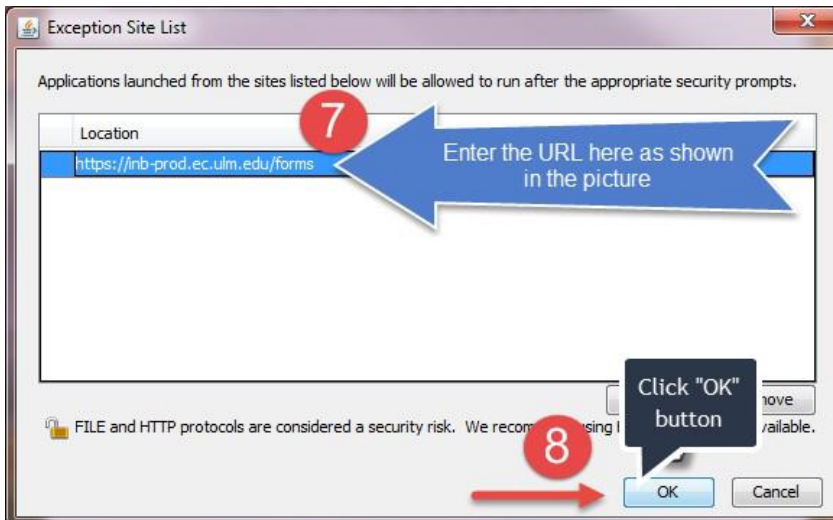 Exception Site List
Applications launched from the sites listed below will be allowed to run after the appropriate security prompts.
Location
7
https://inb-prod.ec.ulm.edu/forms
Enter the URL here as shown
in the picture
Click "OK"
button
FILE and HTTP protocols are considered a security risk. We
8
OK
Cancel